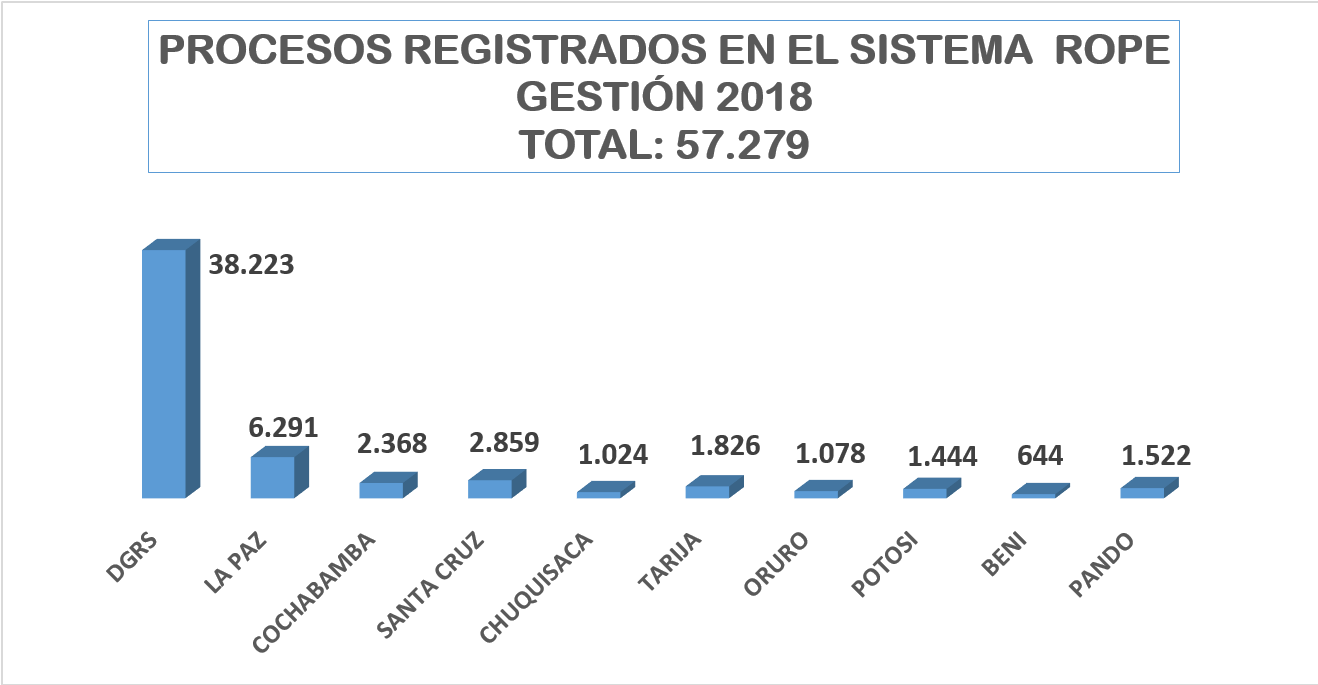 PROCESOS REGISTRADOS EN EL SISTEMA ROPE
GESTIÓN 2018
TOTAL: 57.279
38.223
6.291
2.368
2.859
1.024
1.826
1.078
1.444
644
1.522
DGRS
LA PAZ
COCHABAMBA
SANTA CRUZ
CHUQUISACA
TARIJA
ORURO
POTOSI
BENI
PANDO